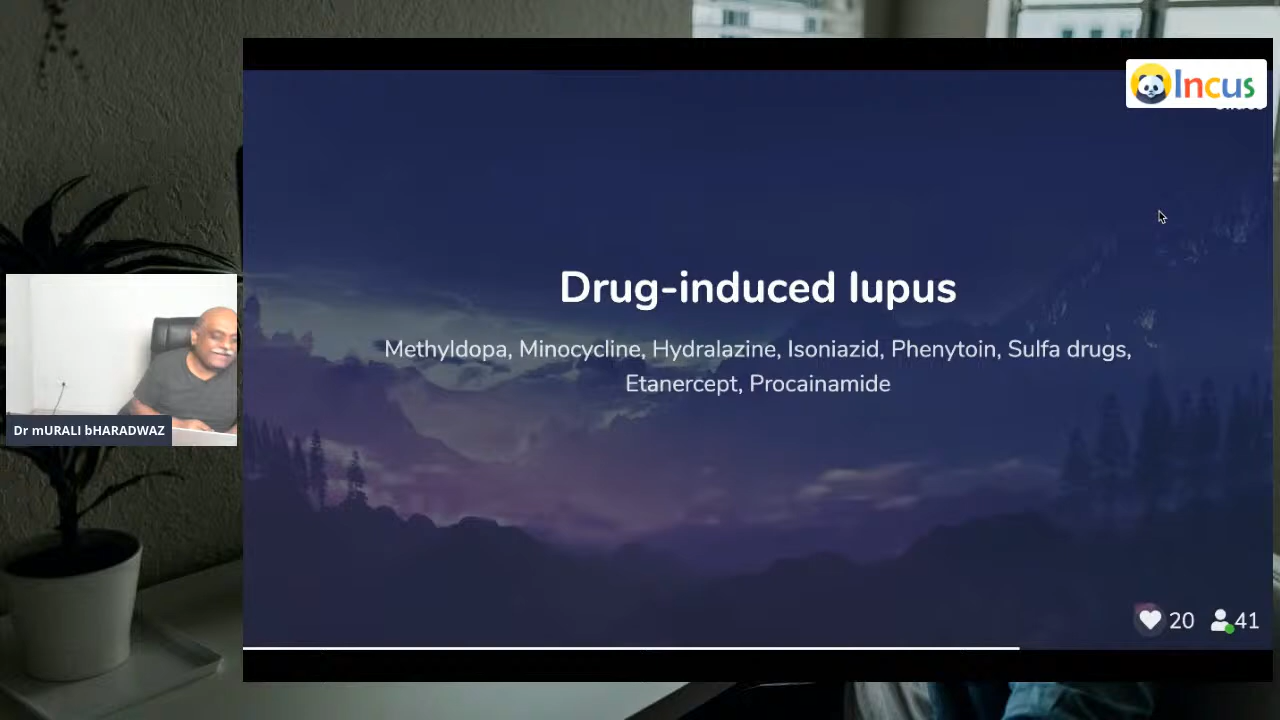 Incus
Drug-induced lupus
Methyldopa, Minocycline, Hydralazine, Isoniazid, Phenytoin, Sulfa drugs,
Etanercept, Procainamide
Dr mURALI bHARADWAZ
20 41